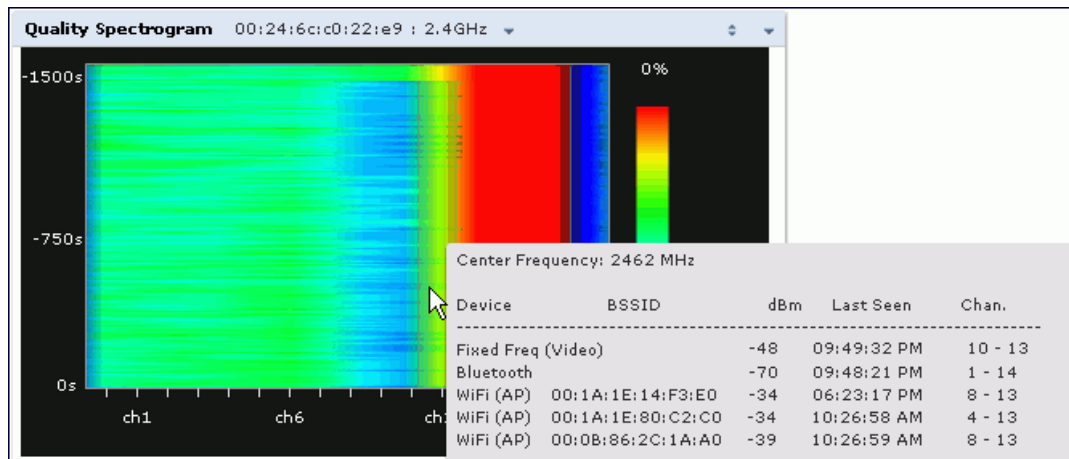 Quality Spectrogram 00:24:6c:c0:22:e9 : 2.4GHz
-1500s
0%
-750s
Center Frequency: 2462 MHz
Device BSSID dBm Last Seen Chan.
Fixed Freq (Video) -48 09:49:32 PM 10 - 13
Bluetooth -70 09:48:21 PM 1 - 14
WiFi (AP) 00:1A:1E:14:F3:E0 -34 06:23:17 PM 8 - 13
WiFi (AP) 00:1A:1E:80:C2:C0 -34 10:26:58 AM 4 - 13
WiFi (AP) 00:0B:86:2C:1A:A0 -39 10:26:59 AM 8 - 13
0s
ch1 ch6